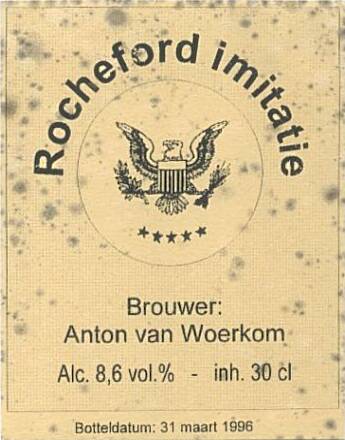 Rocheford imitatie
Brouwer:
Anton van Woerkom
Alc. 8,6 vol.% - inh. 30 cl
Botteldatum: 31 maart 1996